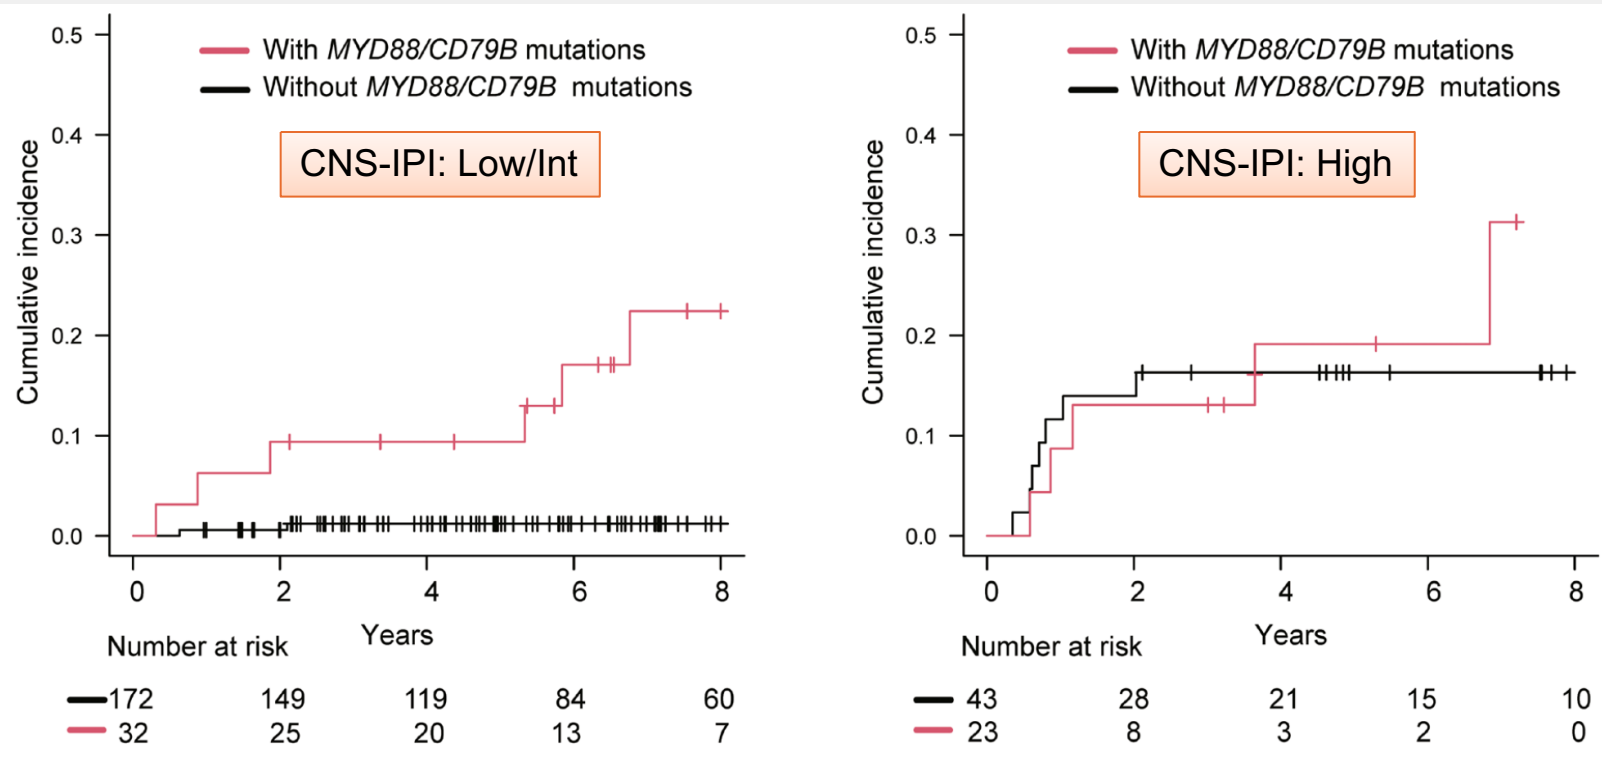 With MYD88/CD79B mutations
Without MYD88/CD79B mutations
CNS-IPI: Low/Int
Cumulative incidence
0.5
0.4
0.3
0.2
0.1
0.0
0 2 4 6 8
Years
Number at risk
172 149 119 84 60
32 25 20 13 7
With MYD88/CD79B mutations
Without MYD88/CD79B mutations
CNS-IPI: High
Cumulative incidence
0.5
0.4
0.3
0.2
0.1
0.0
0 2 4 6 8
Years
Number at risk
43 28 21 15 10
23 8 3 2 0